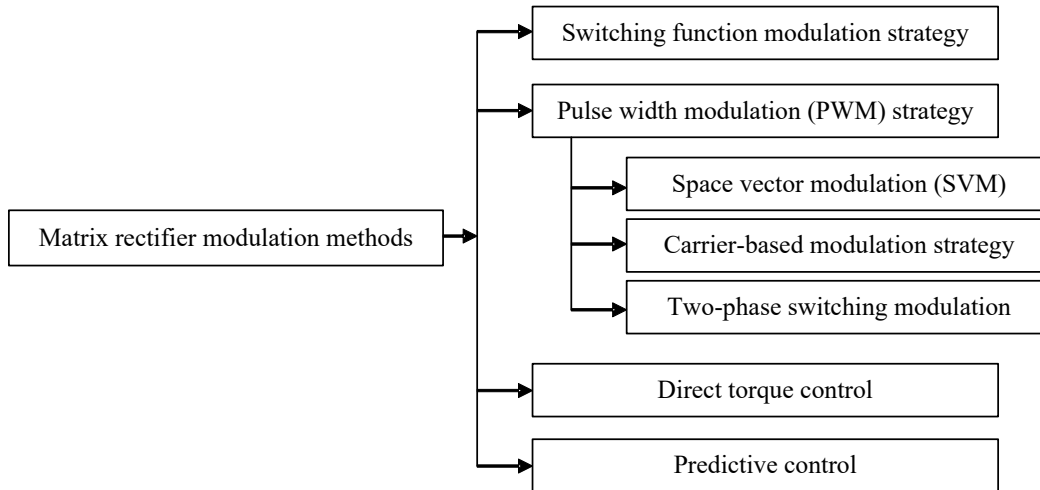 Switching function modulation strategy
Pulse width modulation (PWM) strategy
Space vector modulation (SVM)
Matrix rectifier modulation methods
Carrier-based modulation strategy
Two-phase switching modulation
Direct torque control
Predictive control